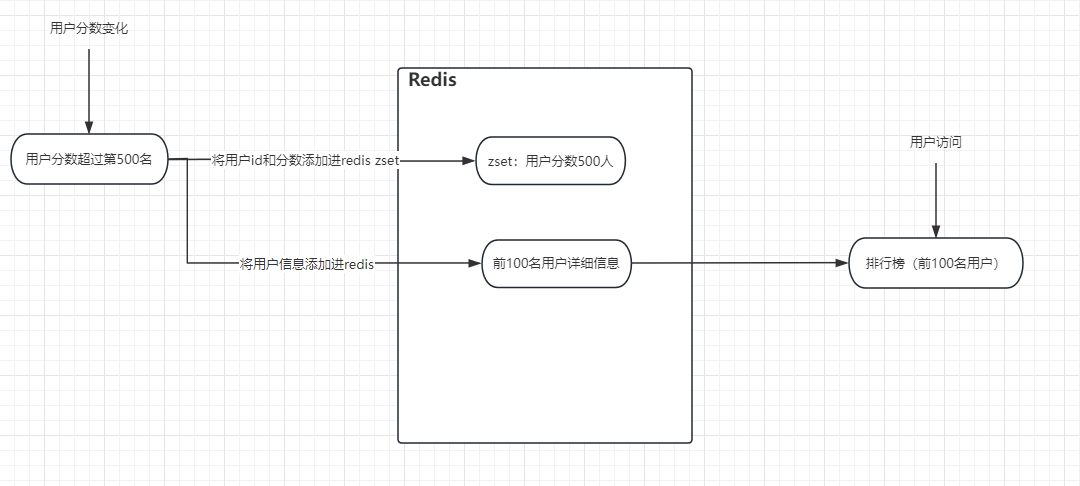 用户分数变化
Redis
用户分数超过第500名
将用户id和分数添加进redis zset
zset：用户分数500人
用户访问
将用户信息添加进redis
前100名用户详细信息
排行榜（前100名用户）